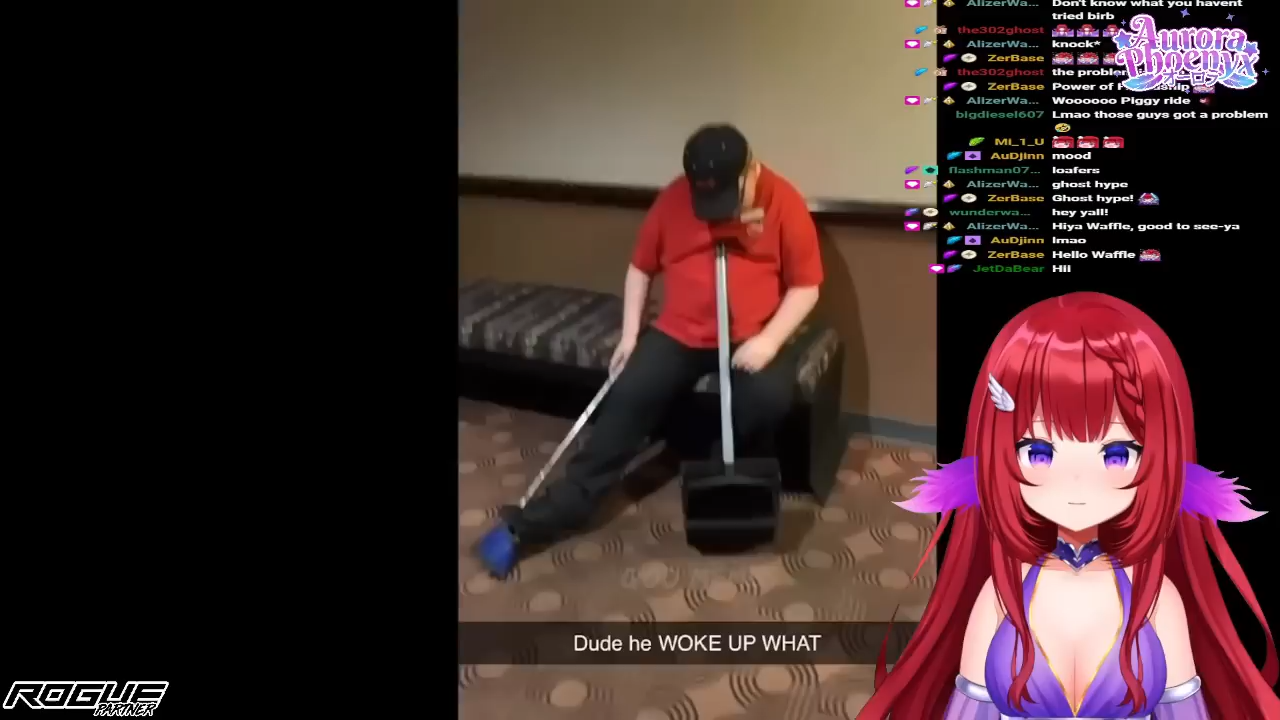 AlizerWa... Don't know what you havent
tried birb
the302ghost
AlizerWa... knock*
ZerBase
the302ghost the problem
ZerBase Power of
AlizerWa... Woooooo Piggy ride
bigdiesel607 Lmao those guys got a problem
Mi_1_U
AuDjinn mood
flashman07... loafers
AlizerWa... ghost hype
ZerBase Ghost hype!
wunderwa... hey yall!
AlizerWa... Hiya Waffle, good to see-ya
AuDjinn lmao
ZerBase Hello Waffle
JetDaBear HII
Aurora
Phoenyx
オーロラ
Dude he WOKE UP WHAT
ROGUE
PARTNER